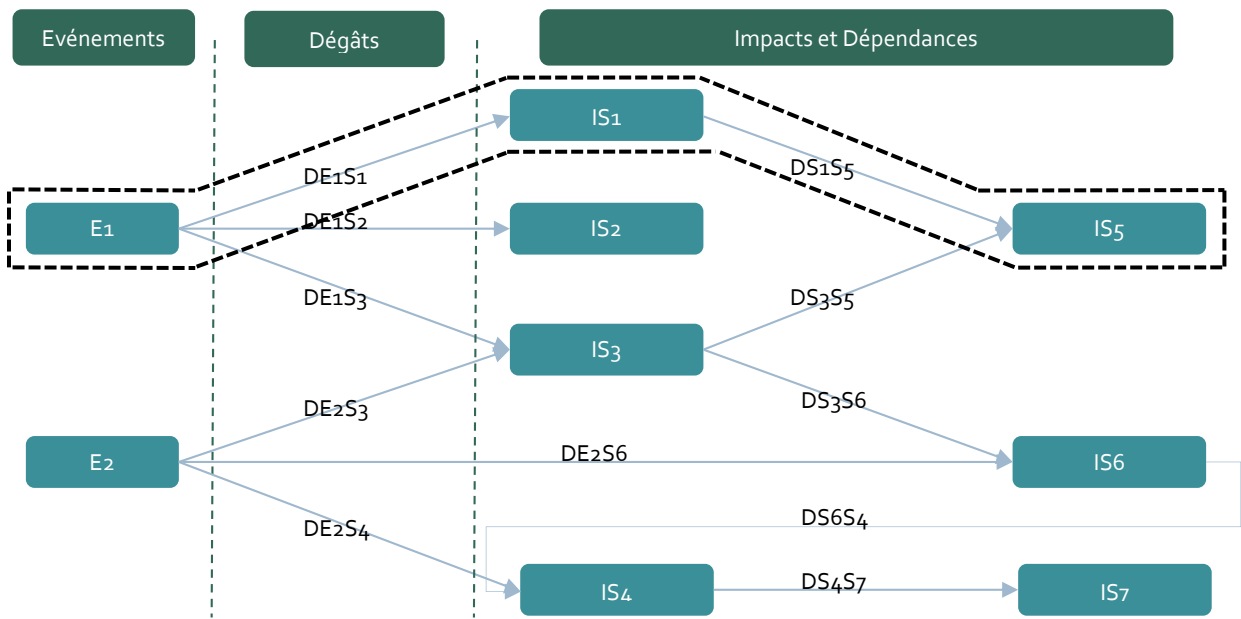 Evénements
Dégâts
Impacts et Dépendances
IS1
DE1S1
DS1S5
E1
DE1S2
IS2
IS5
DE1S3
DS3S5
IS3
DE2S3
DS3S6
E2
DE2S6
IS6
DE2S4
DS6S4
IS4
DS4S7
IS7